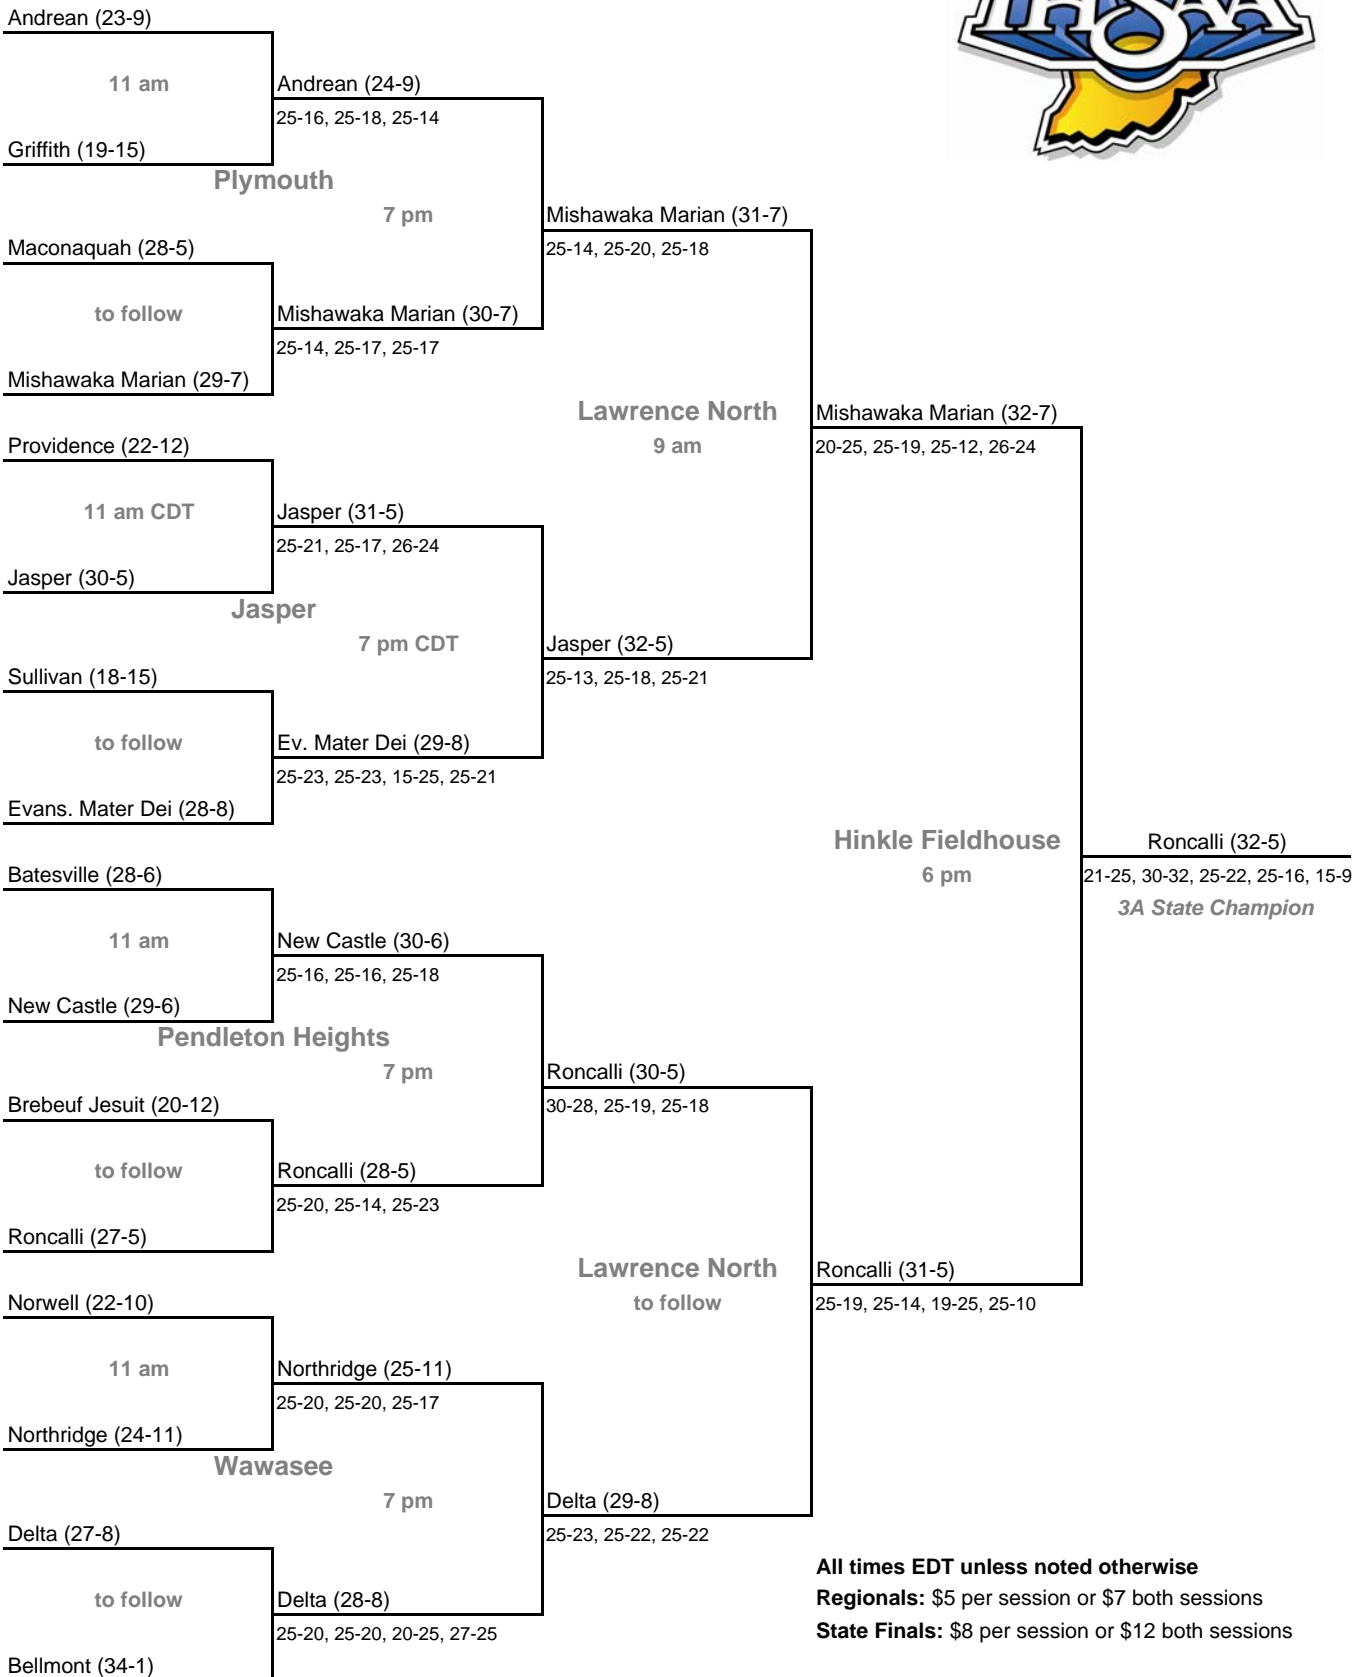 IHSAA
Andrean (23-9)
11 am
Andrean (24-9)
25-16, 25-18, 25-14
Griffith (19-15)
Plymouth
7 pm
Mishawaka Marian (31-7)
25-14, 25-20, 25-18
Maconaquah (28-5)
to follow
Mishawaka Marian (30-7)
25-14, 25-17, 25-17
Mishawaka Marian (29-7)
Lawrence North
9 am
Mishawaka Marian (32-7)
20-25, 25-19, 25-12, 26-24
Providence (22-12)
11 am CDT
Jasper (31-5)
25-21, 25-17, 26-24
Jasper (30-5)
Jasper
7 pm CDT
Jasper (32-5)
25-13, 25-18, 25-21
Sullivan (18-15)
to follow
Ev. Mater Dei (29-8)
25-23, 25-23, 15-25, 25-21
Evans. Mater Dei (28-8)
Hinkle Fieldhouse
6 pm
Roncalli (32-5)
21-25, 30-32, 25-22, 25-16, 15-9
3A State Champion
Batesville (28-6)
11 am
New Castle (30-6)
25-16, 25-16, 25-18
New Castle (29-6)
Pendleton Heights
7 pm
Roncalli (30-5)
30-28, 25-19, 25-18
Brebeuf Jesuit (20-12)
to follow
Roncalli (28-5)
25-20, 25-14, 25-23
Roncalli (27-5)
Lawrence North
to follow
Roncalli (31-5)
25-19, 25-14, 19-25, 25-10
Norwell (22-10)
11 am
Northridge (25-11)
25-20, 25-20, 25-17
Northridge (24-11)
Wawasee
7 pm
Delta (29-8)
25-23, 25-22, 25-22
Delta (27-8)
to follow
Delta (28-8)
25-20, 25-20, 20-25, 27-25
Bellmont (34-1)
All times EDT unless noted otherwise
Regionals: $5 per session or $7 both sessions
State Finals: $8 per session or $12 both sessions